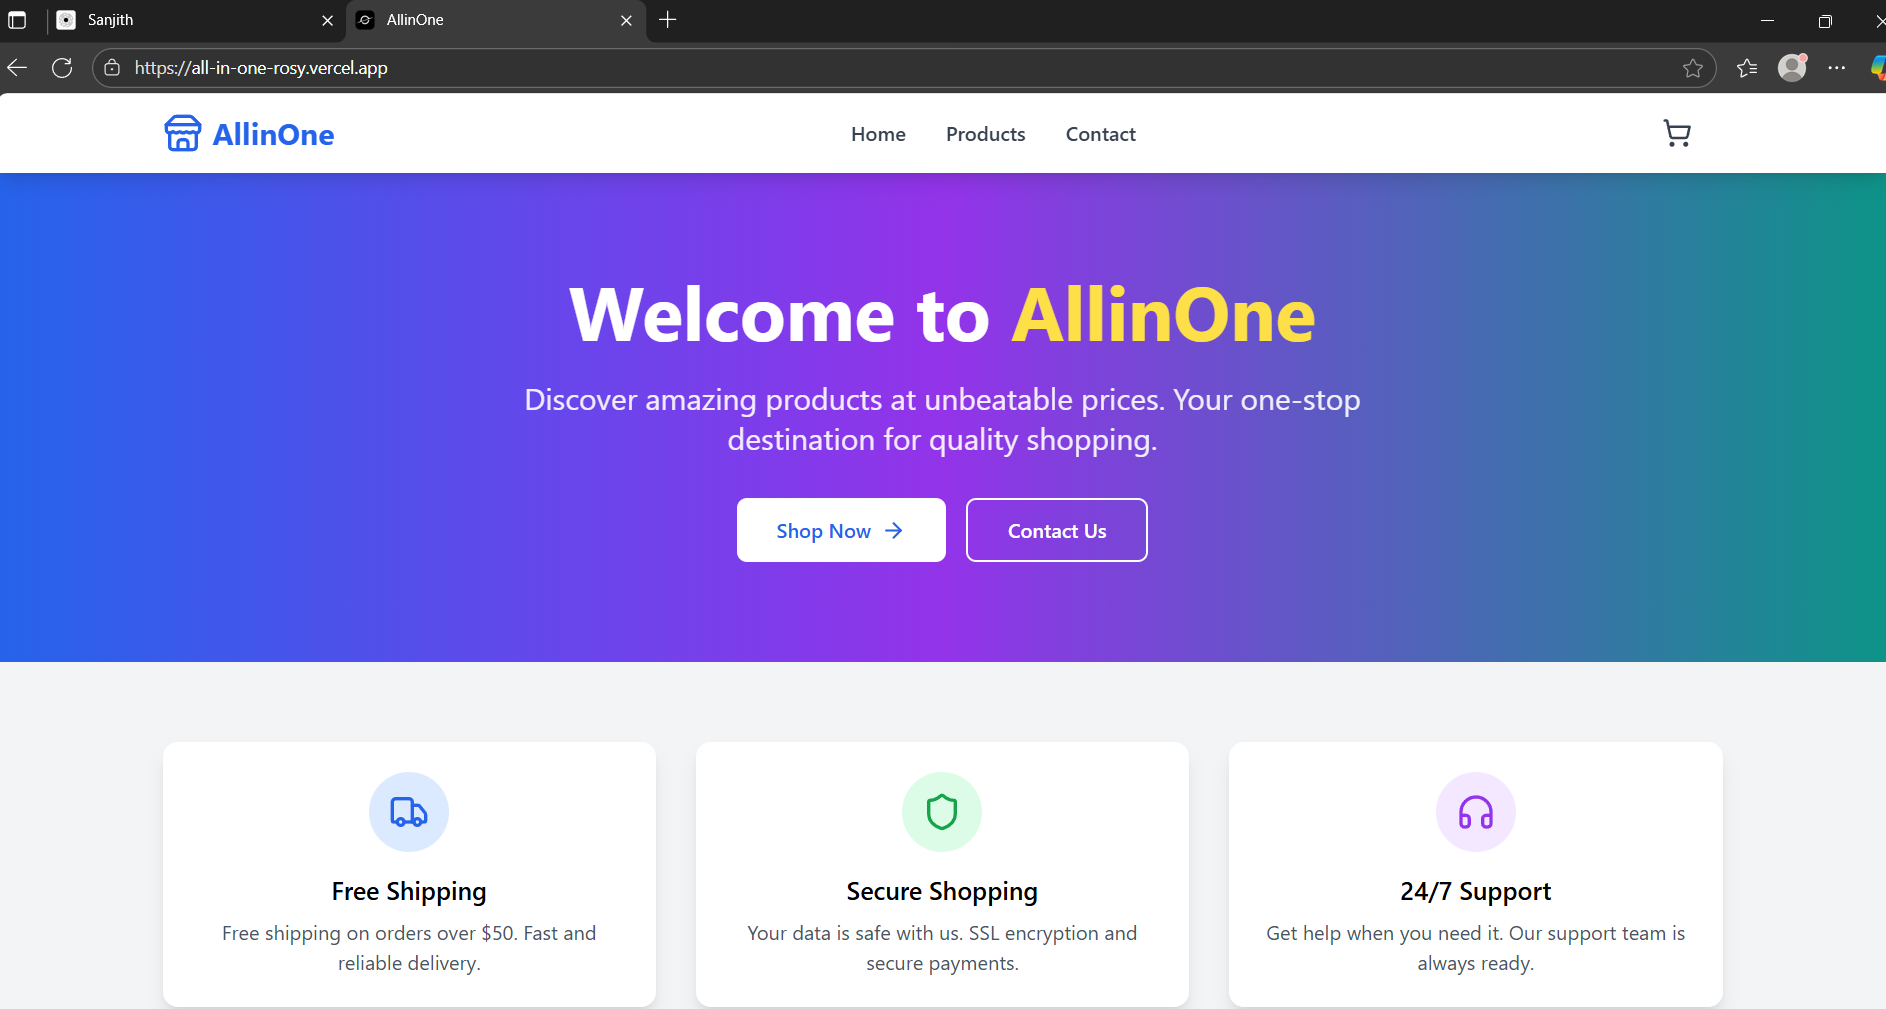 Sanjith
AllinOne
https://all-in-one-rosy.vercel.app
AllinOne
Home
Products
Contact
Welcome to AllinOne
Discover amazing products at unbeatable prices. Your one-stop
destination for quality shopping.
Shop Now
Contact Us
Free Shipping
Free shipping on orders over $50. Fast and
reliable delivery.
Secure Shopping
Your data is safe with us. SSL encryption and
secure payments.
24/7 Support
Get help when you need it. Our support team is
always ready.